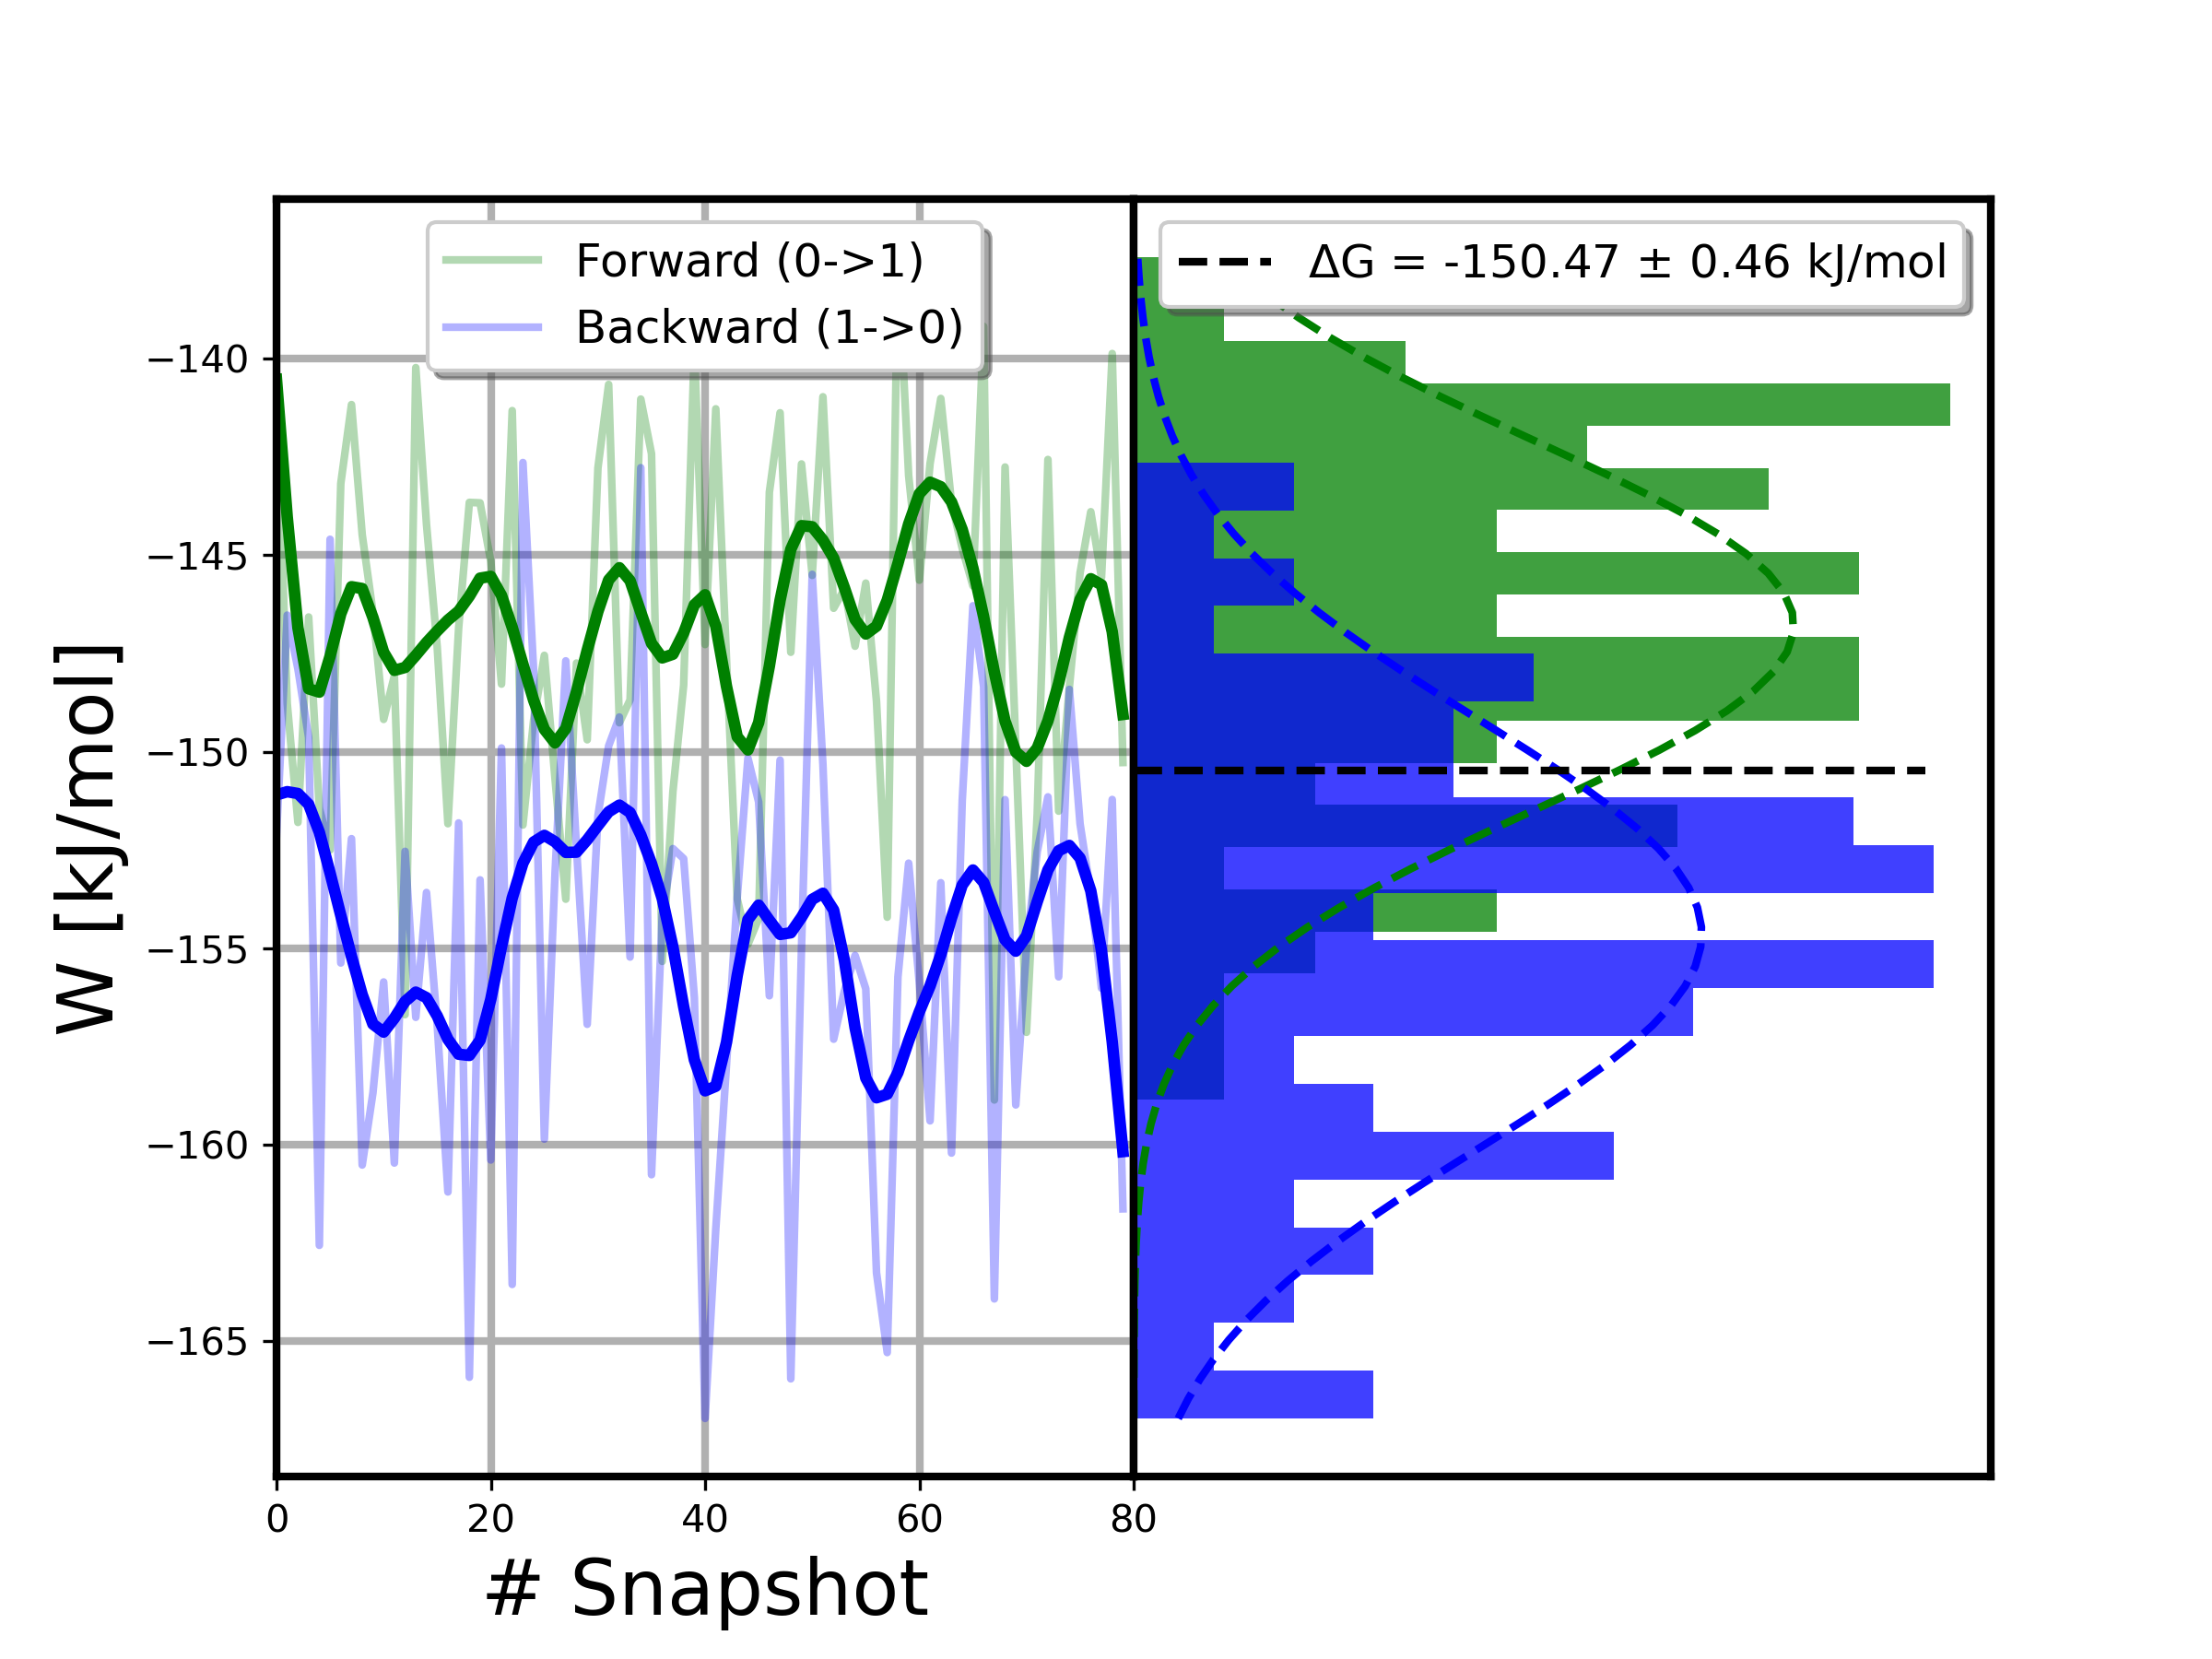 Forward (0->1)
Backward (1->0)
ΔG = -150.47 ± 0.46 kJ/mol
W [kJ/mol]
−140
−145
−150
−155
−160
−165
0 20 40 60 80
# Snapshot